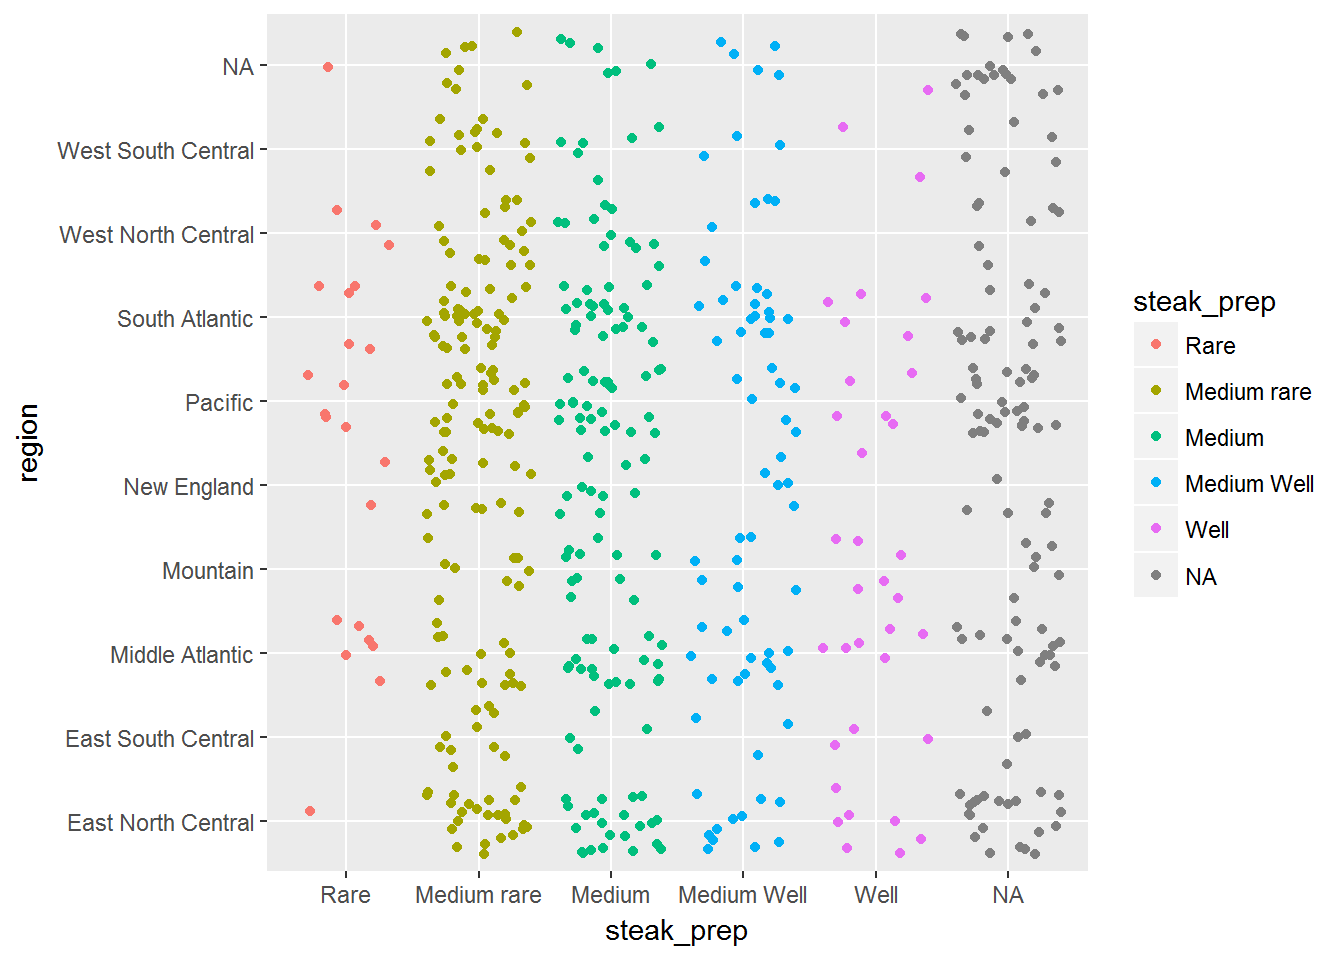 NA
West South Central
West North Central
South Atlantic
Pacific
New England
Mountain
Middle Atlantic
East South Central
East North Central
region
Rare
Medium rare
Medium
Medium Well
Well
NA
steak_prep
steak_prep
Rare
Medium rare
Medium
Medium Well
Well
NA